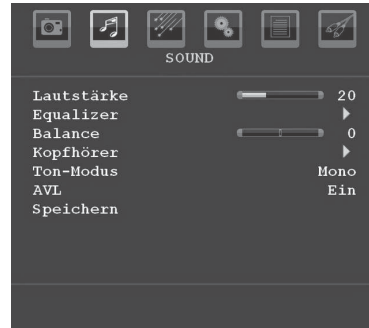 SOUND
Lautstärke 20
Equalizer
Balance 0
Kopfhörer
Ton-Modus Mono
AVL Ein
Speichern